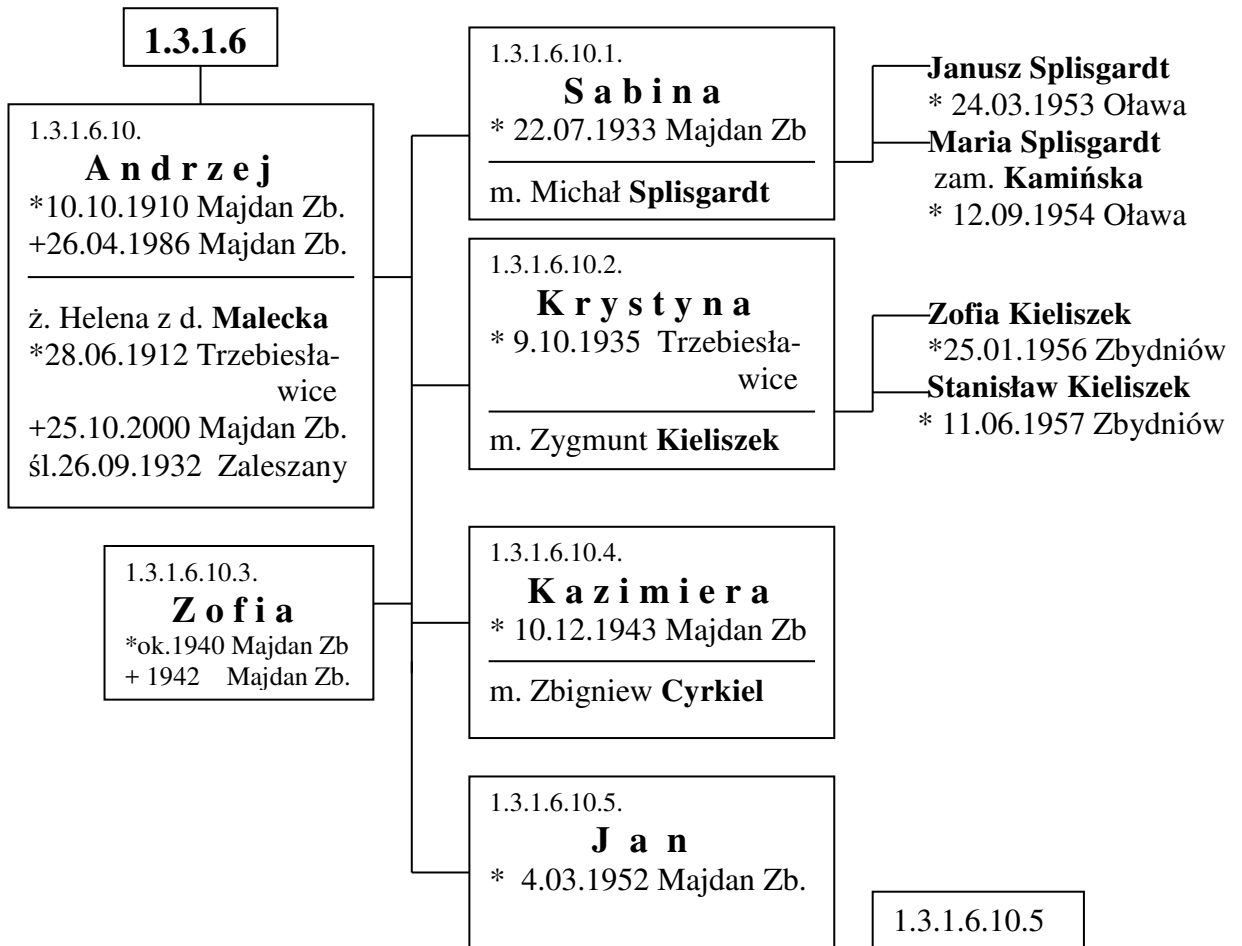 1.3.1.6
1.3.1.6.10.
A n d r z e j
*10.10.1910 Majdan Zb.
+26.04.1986 Majdan Zb.
ż. Helena z d. Malecka
*28.06.1912 Trzebiesła-
wice
+25.10.2000 Majdan Zb.
śl.26.09.1932 Zaleszany
1.3.1.6.10.3.
Z o f i a
*ok.1940 Majdan Zb
+ 1942 Majdan Zb.
1.3.1.6.10.1.
S a b i n a
* 22.07.1933 Majdan Zb
m. Michał Splisgardt
1.3.1.6.10.2.
K r y s t y n a
* 9.10.1935 Trzebiesła-
wice
m. Zygmunt Kieliszek
1.3.1.6.10.4.
K a z i m i e r a
* 10.12.1943 Majdan Zb
m. Zbigniew Cyrkiel
1.3.1.6.10.5.
J a n
* 4.03.1952 Majdan Zb.
Janusz Splisgardt
* 24.03.1953 Oława
Maria Splisgardt
zam. Kamińska
* 12.09.1954 Oława
Zofia Kieliszek
*25.01.1956 Zbydniów
Stanisław Kieliszek
* 11.06.1957 Zbydniów
1.3.1.6.10.5